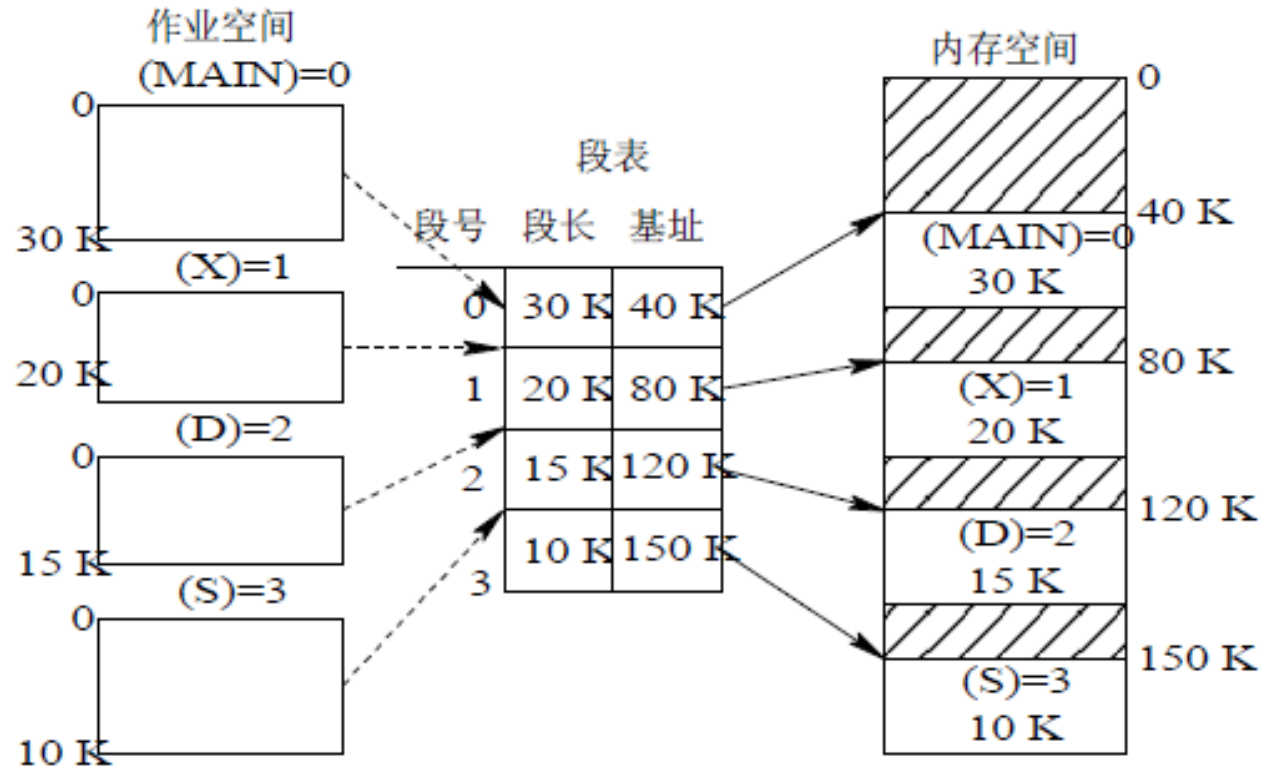 作业空间
(MAIN)=0
0
30 K
(X)=1
0
20 K
(D)=2
0
15 K
(S)=3
0
10 K
段表
段号 段长 基址
0 30 K 40 K
1 20 K 80 K
2 15 K 120 K
3 10 K 150 K
内存空间
0
40 K
(MAIN)=0
30 K
80 K
(X)=1
20 K
120 K
(D)=2
15 K
150 K
(S)=3
10 K